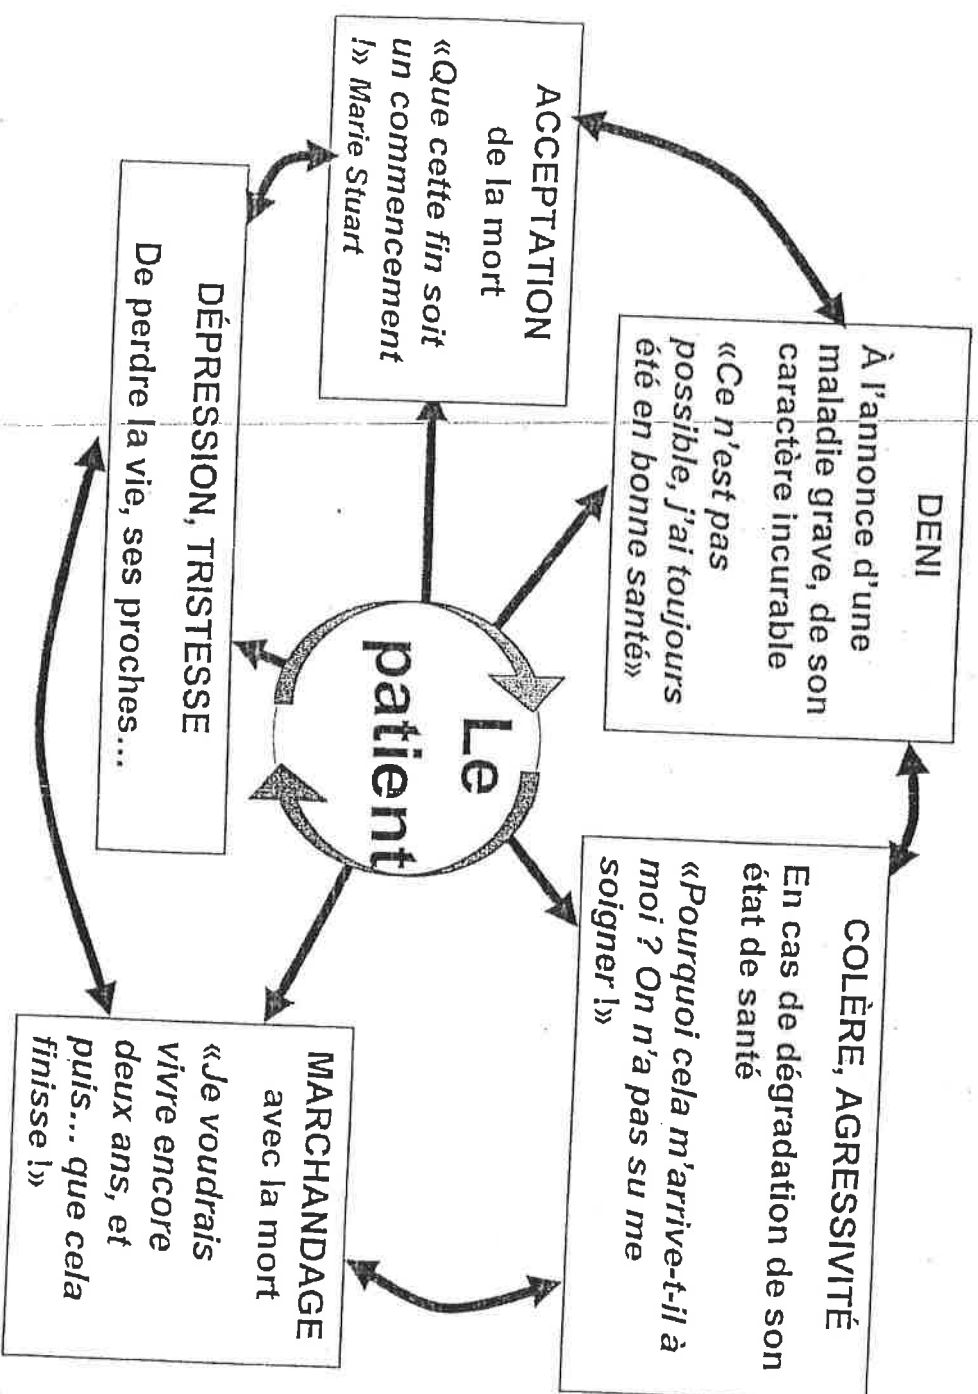 DENI
À l'annonce d'une
maladie grave, de son
caractère incurable
«Ce n'est pas
possible, j'ai toujours
été en bonne santé»
COLÈRE, AGRESSIVITÉ
En cas de dégradation de son
état de santé
«Pourquoi cela m'arrive-t-il à
moi ? On n'a pas su me
soigner !»
ACCEPTATION
de la mort
«Que cette fin soit
un commencement
!» Marie Stuart
Le
patient
MARCHANDAGE
avec la mort
«Je voudrais
vivre encore
deux ans, et
puis... que cela
finisse !»
DÉPRESSION, TRISTESSE
De perdre la vie, ses proches...